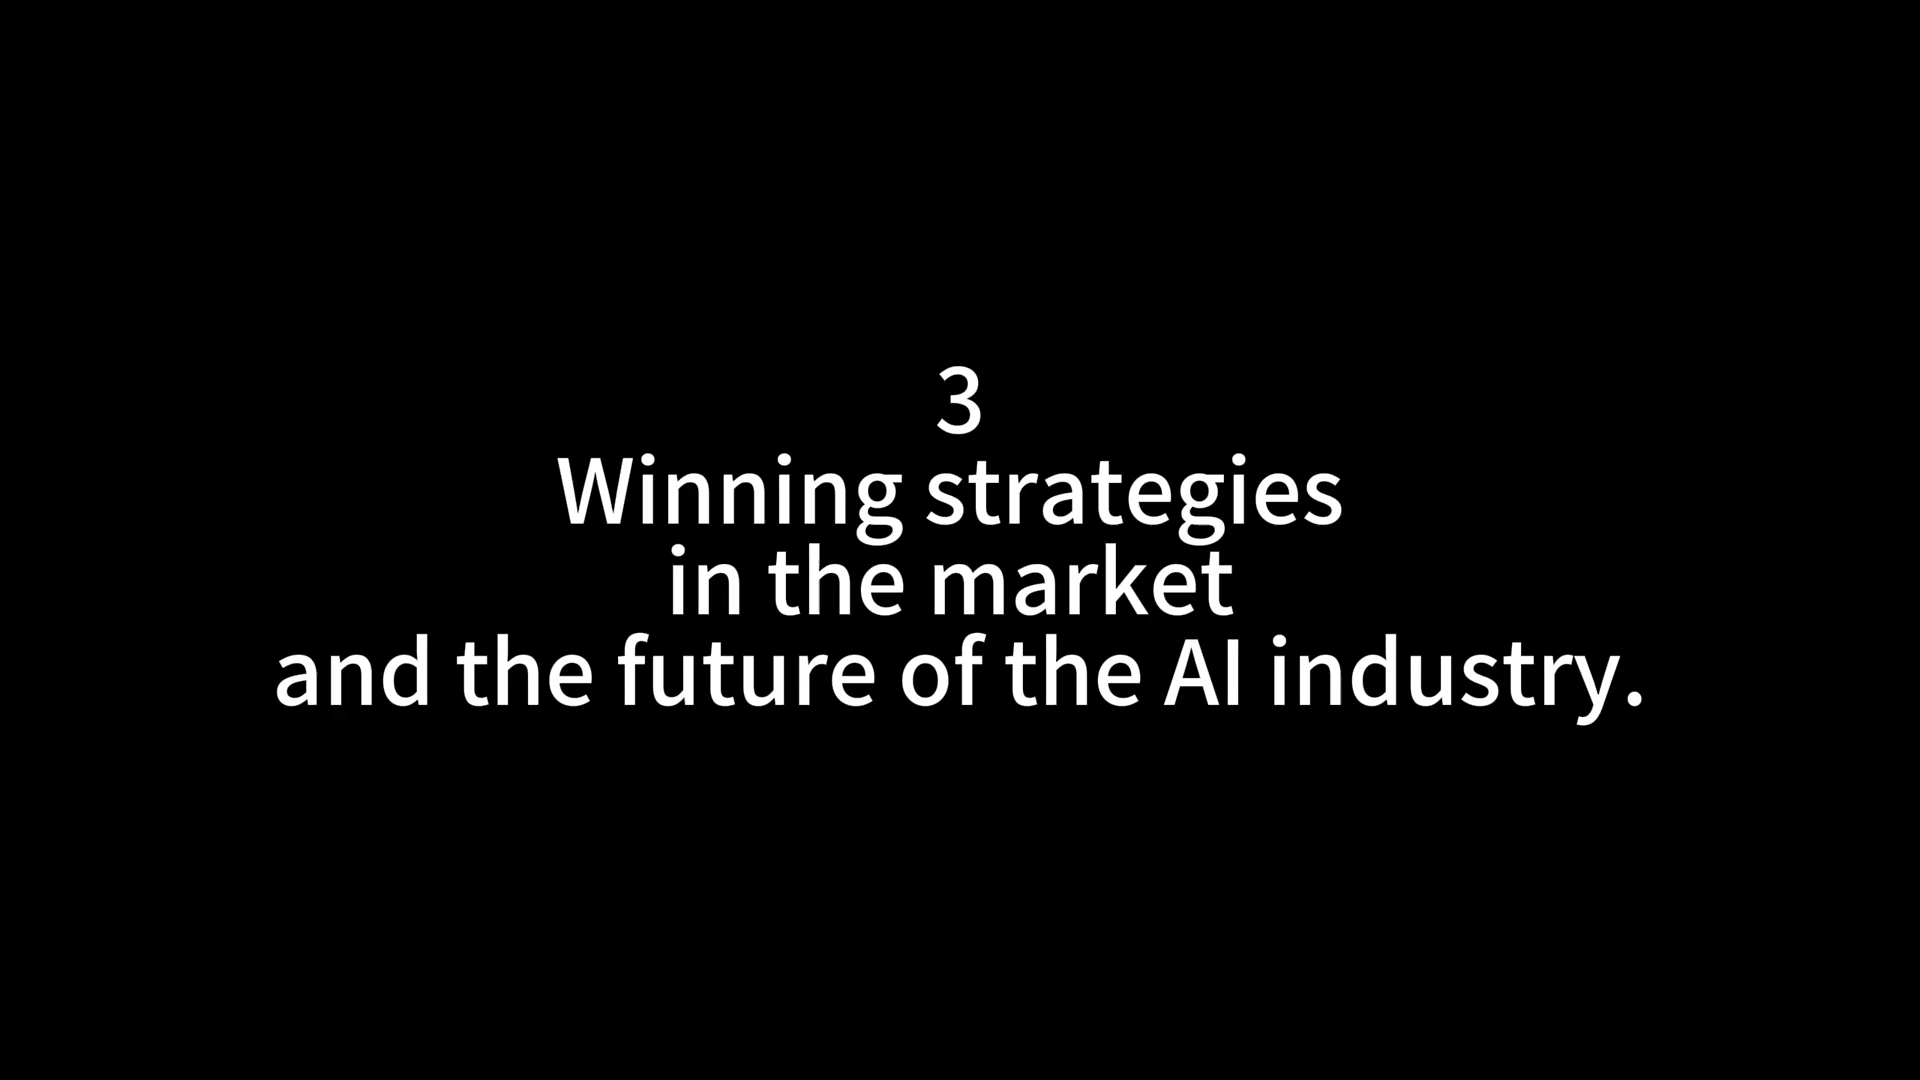 3
Winning strategies
in the market
and the future of the AI industry.